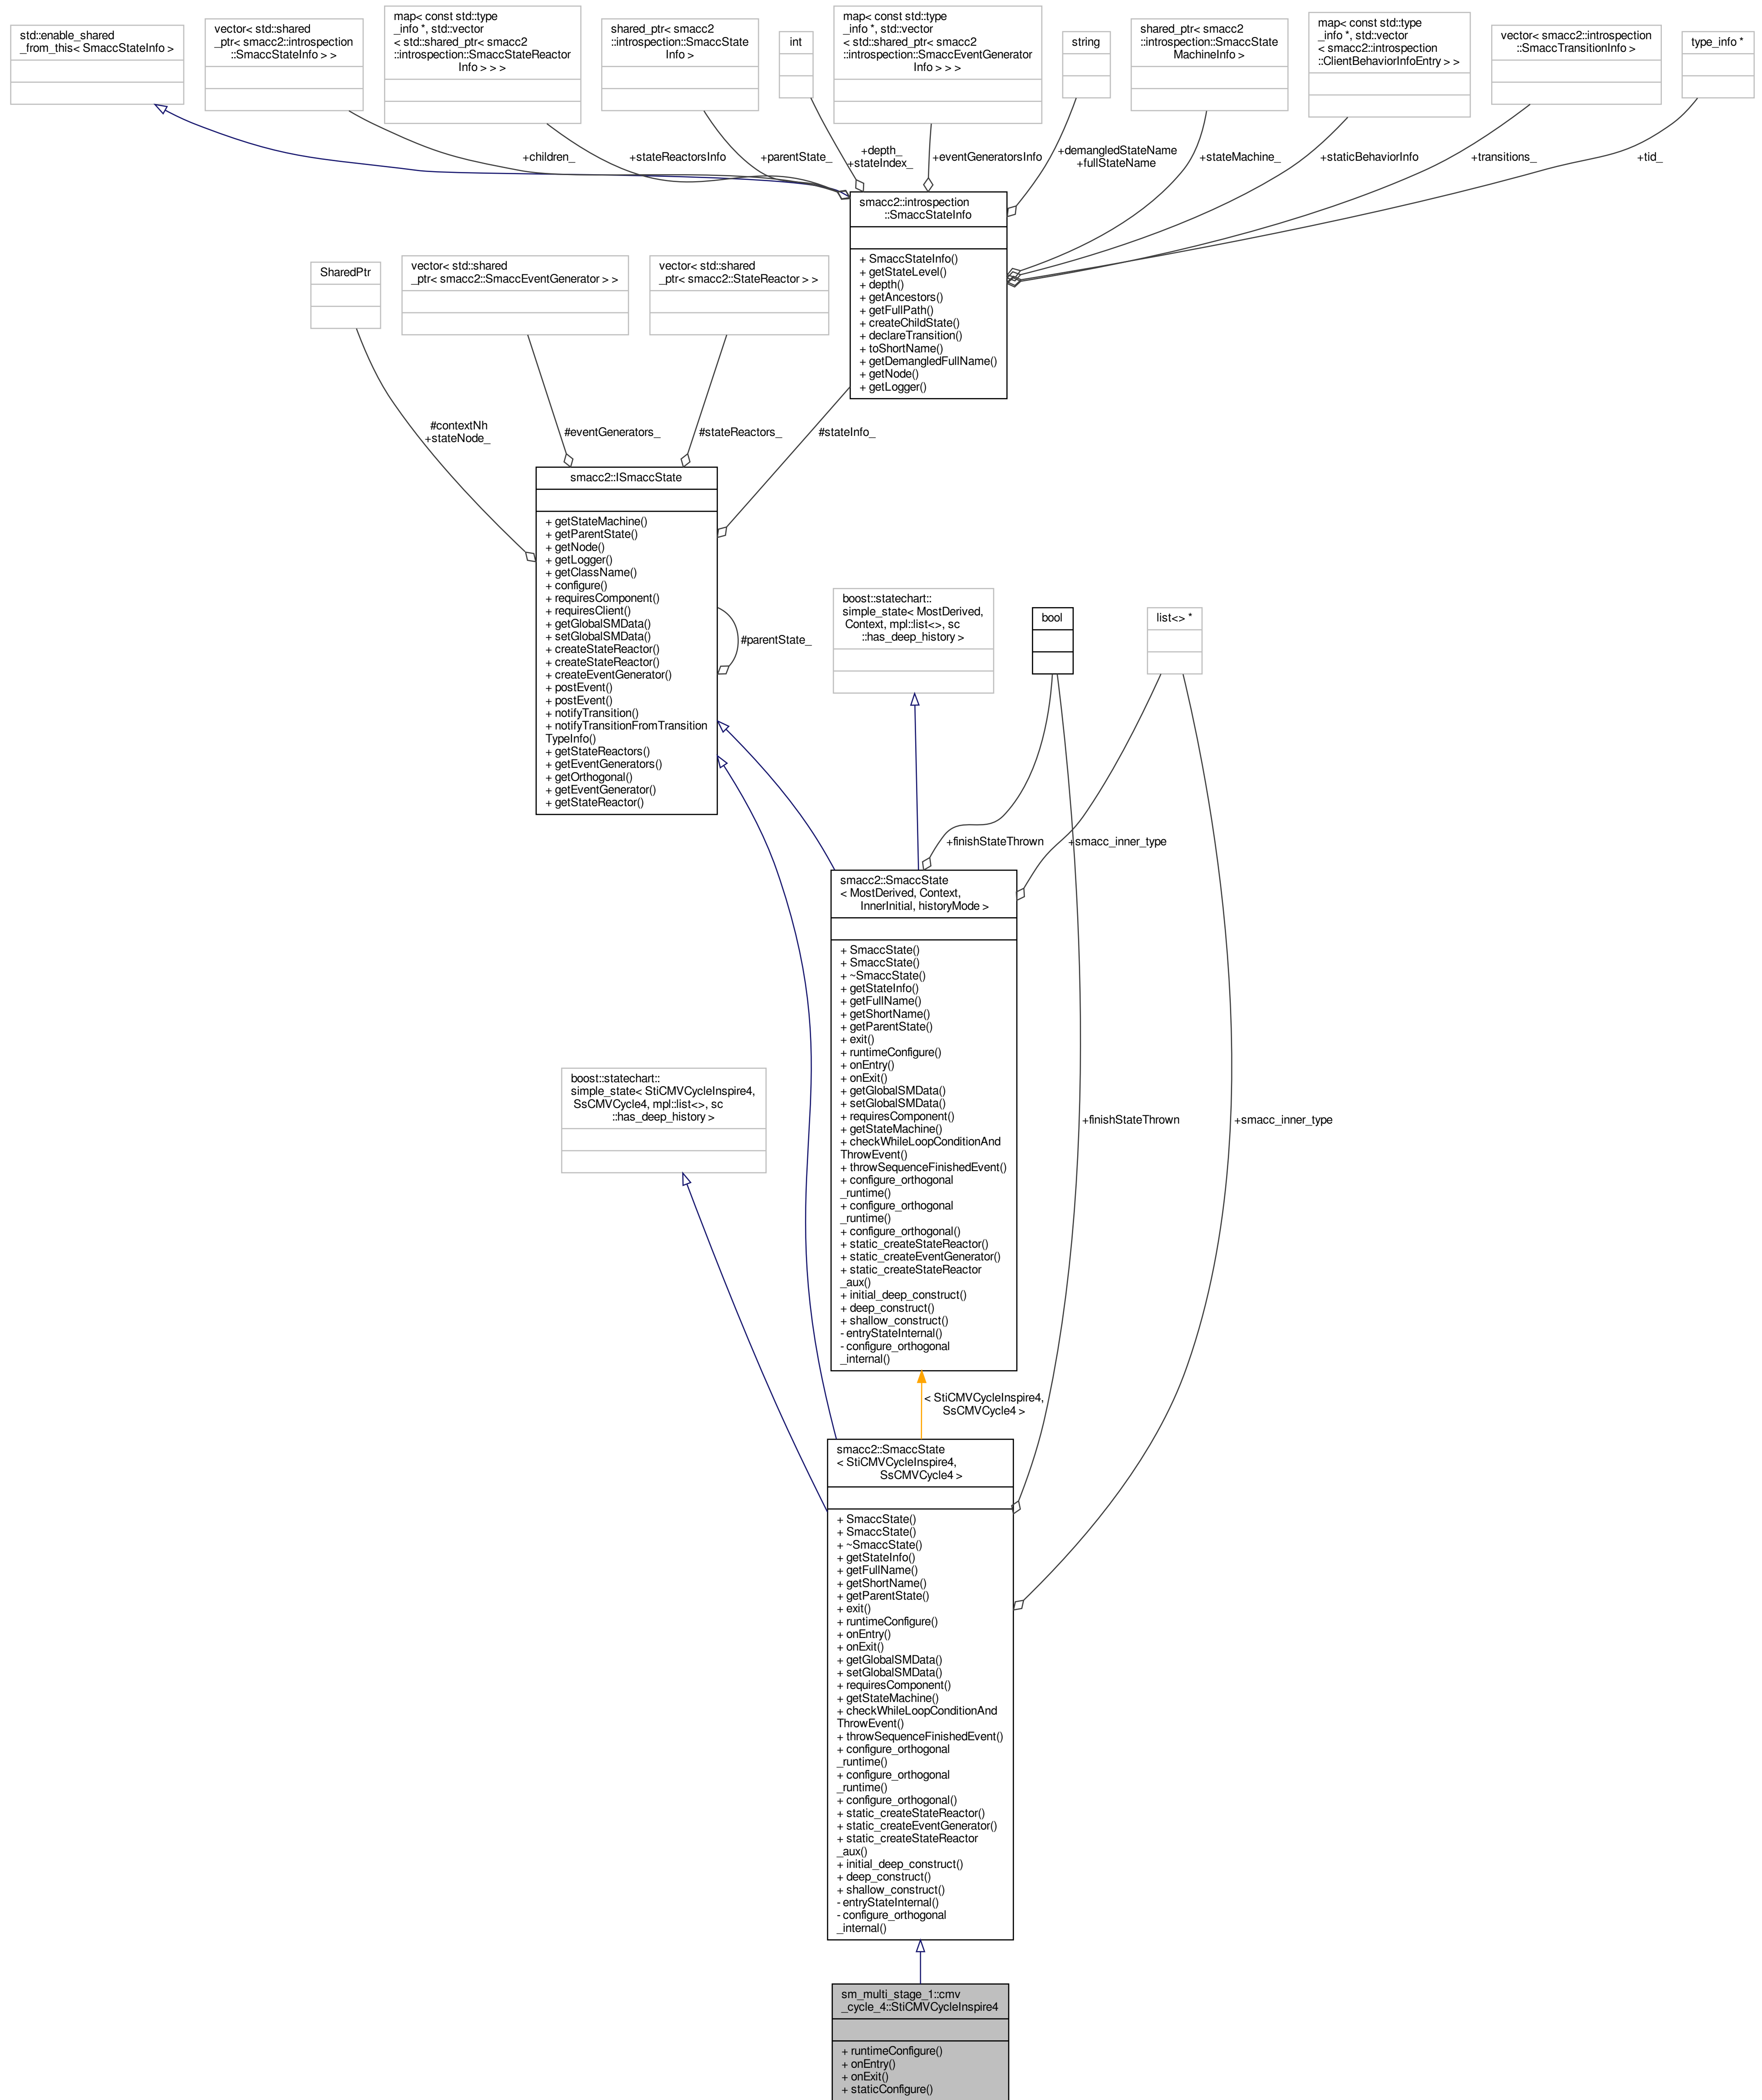 std::enable_shared
_from_this< SmaccStateInfo >
vector< std::shared
_ptr< smacc2::introspection
::SmaccStateInfo > >
map< const std::type
_info *, std::vector
< std::shared_ptr< smacc2
::introspection::SmaccStateReactor
Info > > >
shared_ptr< smacc2
::introspection::SmaccState
Info >
int
map< const std::type
_info *, std::vector
< std::shared_ptr< smacc2
::introspection::SmaccEventGenerator
Info > > >
string
shared_ptr< smacc2
::introspection::SmaccState
MachineInfo >
map< const std::type
_info *, std::vector
< smacc2::introspection
::ClientBehaviorInfoEntry > >
vector< smacc2::introspection
::SmaccTransitionInfo >
type_info *
+children_
+stateReactorsInfo
+parentState_
+depth_
+stateIndex_
+eventGeneratorsInfo
+demangledStateName
+fullStateName
+stateMachine_
+staticBehaviorInfo
+transitions_
+tid_
smacc2::introspection
::SmaccStateInfo
+ SmaccStateInfo()
+ getStateLevel()
+ depth()
+ getAncestors()
+ getFullPath()
+ createChildState()
+ declareTransition()
+ toShortName()
+ getDemangledFullName()
+ getNode()
+ getLogger()
SharedPtr
vector< std::shared
_ptr< smacc2::SmaccEventGenerator > >
vector< std::shared
_ptr< smacc2::StateReactor > >
#contextNh
+stateNode_
#eventGenerators_
#stateReactors_
#stateInfo_
smacc2::ISmaccState
+ getStateMachine()
+ getParentState()
+ getNode()
+ getLogger()
+ getClassName()
+ configure()
+ requiresComponent()
+ requiresClient()
+ getGlobalSMData()
+ setGlobalSMData()
+ createStateReactor()
+ createStateReactor()
+ createEventGenerator()
+ postEvent()
+ postEvent()
+ notifyTransition()
+ notifyTransitionFromTransition
TypeInfo()
+ getStateReactors()
+ getEventGenerators()
+ getOrthogonal()
+ getEventGenerator()
+ getStateReactor()
#parentState_
boost::statechart::
simple_state< MostDerived,
Context, mpl::list<>, sc
::has_deep_history >
bool
list<> *
+finishStateThrown
+smacc_inner_type
smacc2::SmaccState
< MostDerived, Context,
InnerInitial, historyMode >
+ SmaccState()
+ SmaccState()
+ ~SmaccState()
+ getStateInfo()
+ getFullName()
+ getShortName()
+ getParentState()
+ exit()
+ runtimeConfigure()
+ onEntry()
+ onExit()
+ getGlobalSMData()
+ setGlobalSMData()
+ requiresComponent()
+ getStateMachine()
+ checkWhileLoopConditionAnd
ThrowEvent()
+ throwSequenceFinishedEvent()
+ configure_orthogonal
_runtime()
+ configure_orthogonal
_runtime()
+ configure_orthogonal()
+ static_createStateReactor()
+ static_createEventGenerator()
+ static_createStateReactor
_aux()
+ initial_deep_construct()
+ deep_construct()
+ shallow_construct()
- entryStateInternal()
- configure_orthogonal
_internal()
boost::statechart::
simple_state< StiCMVCycleInspire4,
SsCMVCycle4, mpl::list<>, sc
::has_deep_history >
+finishStateThrown
+smacc_inner_type
< StiCMVCycleInspire4,
SsCMVCycle4 >
smacc2::SmaccState
< StiCMVCycleInspire4,
SsCMVCycle4 >
+ SmaccState()
+ SmaccState()
+ ~SmaccState()
+ getStateInfo()
+ getFullName()
+ getShortName()
+ getParentState()
+ exit()
+ runtimeConfigure()
+ onEntry()
+ onExit()
+ getGlobalSMData()
+ setGlobalSMData()
+ requiresComponent()
+ getStateMachine()
+ checkWhileLoopConditionAnd
ThrowEvent()
+ throwSequenceFinishedEvent()
+ configure_orthogonal
_runtime()
+ configure_orthogonal
_runtime()
+ configure_orthogonal()
+ static_createStateReactor()
+ static_createEventGenerator()
+ static_createStateReactor
_aux()
+ initial_deep_construct()
+ deep_construct()
+ shallow_construct()
- entryStateInternal()
- configure_orthogonal
_internal()
sm_multi_stage_1::cmv
_cycle_4::StiCMVCycleInspire4
+ runtimeConfigure()
+ onEntry()
+ onExit()
+ staticConfigure()